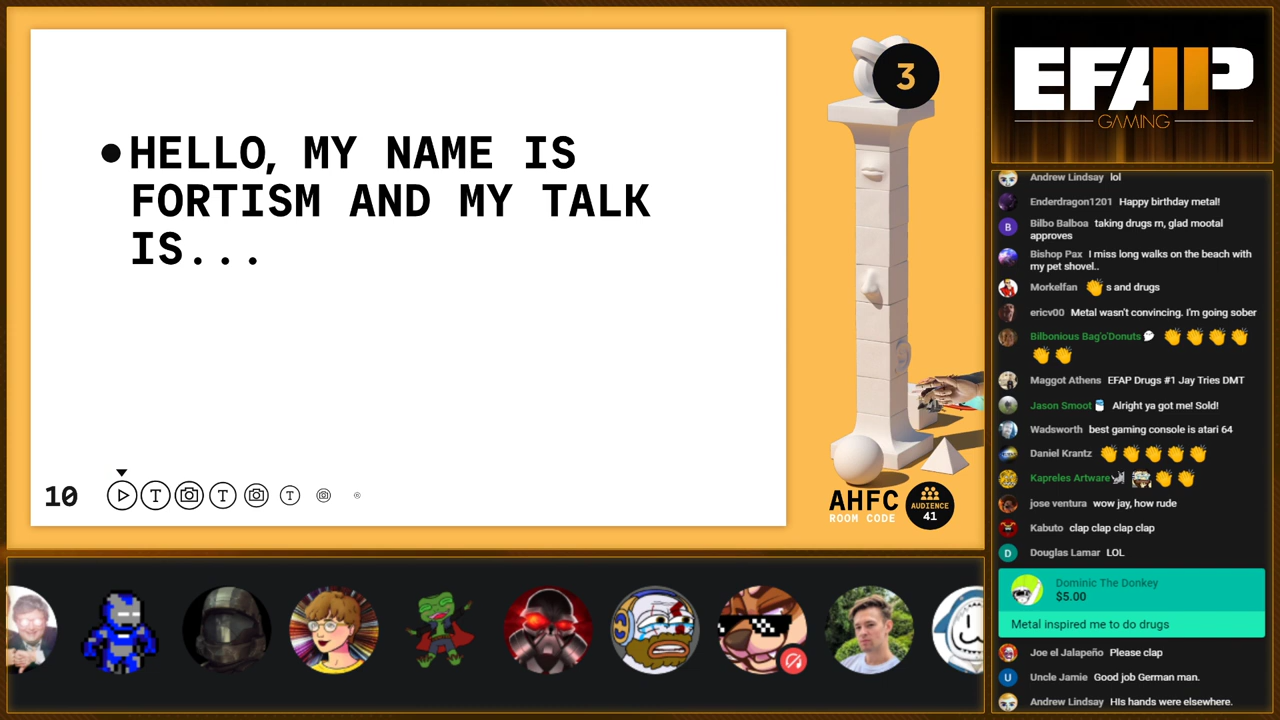 •HELLO, MY NAME IS
FORTISM AND MY TALK
IS...
10
T
T
T
3
AHFC
ROOM CODE
AUDIENCE
41
EFAP
GAMING
Andrew Lindsay lol
Enderdragon1201 Happy birthday metal!
B
Bilbo Balboa taking drugs rn, glad mootal
approves
Bishop Pax I miss long walks on the beach with
my pet shovel..
Morkelfan 👏 s and drugs
ericv00 Metal wasn't convincing. I'm going sober
Bilbonious Bag'o'Donuts 👏 👏 👏 👏
👏 👏
Maggot Athens EFAP Drugs #1 Jay Tries DMT
Jason Smoot Alright ya got me! Sold!
Wadsworth best gaming console is atari 64
Daniel Krantz 👏 👏 👏 👏 👏
Kapreles Artware 👏 👏
jose ventura wow jay, how rude
Kabuto clap clap clap clap
D
Douglas Lamar LOL
Dominic The Donkey
$5.00
Metal inspired me to do drugs
Joe el Jalapeño Please clap
U
Uncle Jamie Good job German man.
Andrew Lindsay HIs hands were elsewhere.